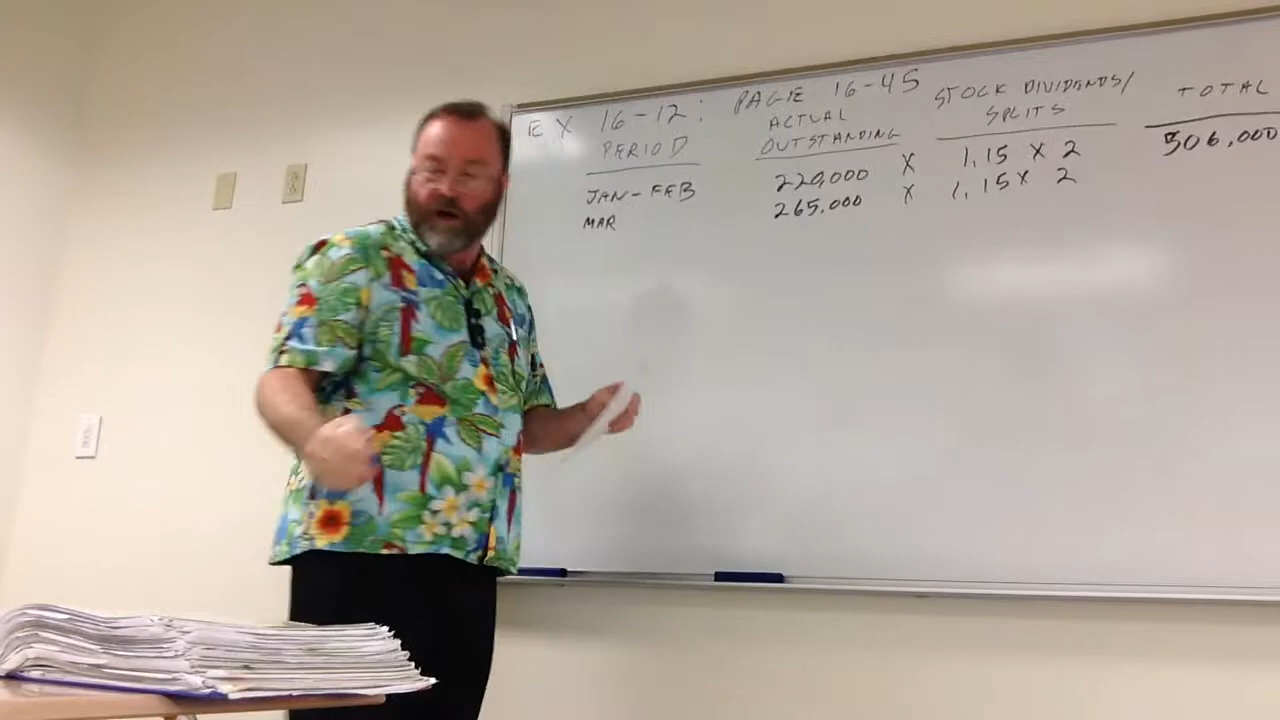 EX 16-12: PAGE 16-45
PERIOD ACTUAL OUTSTANDING STOCK DIVIDENDS/ SPLITS TOTAL
JAN-FEB 220,000 X 1.15 X 2 506,000
MAR 265,000 X 1.15 X 2